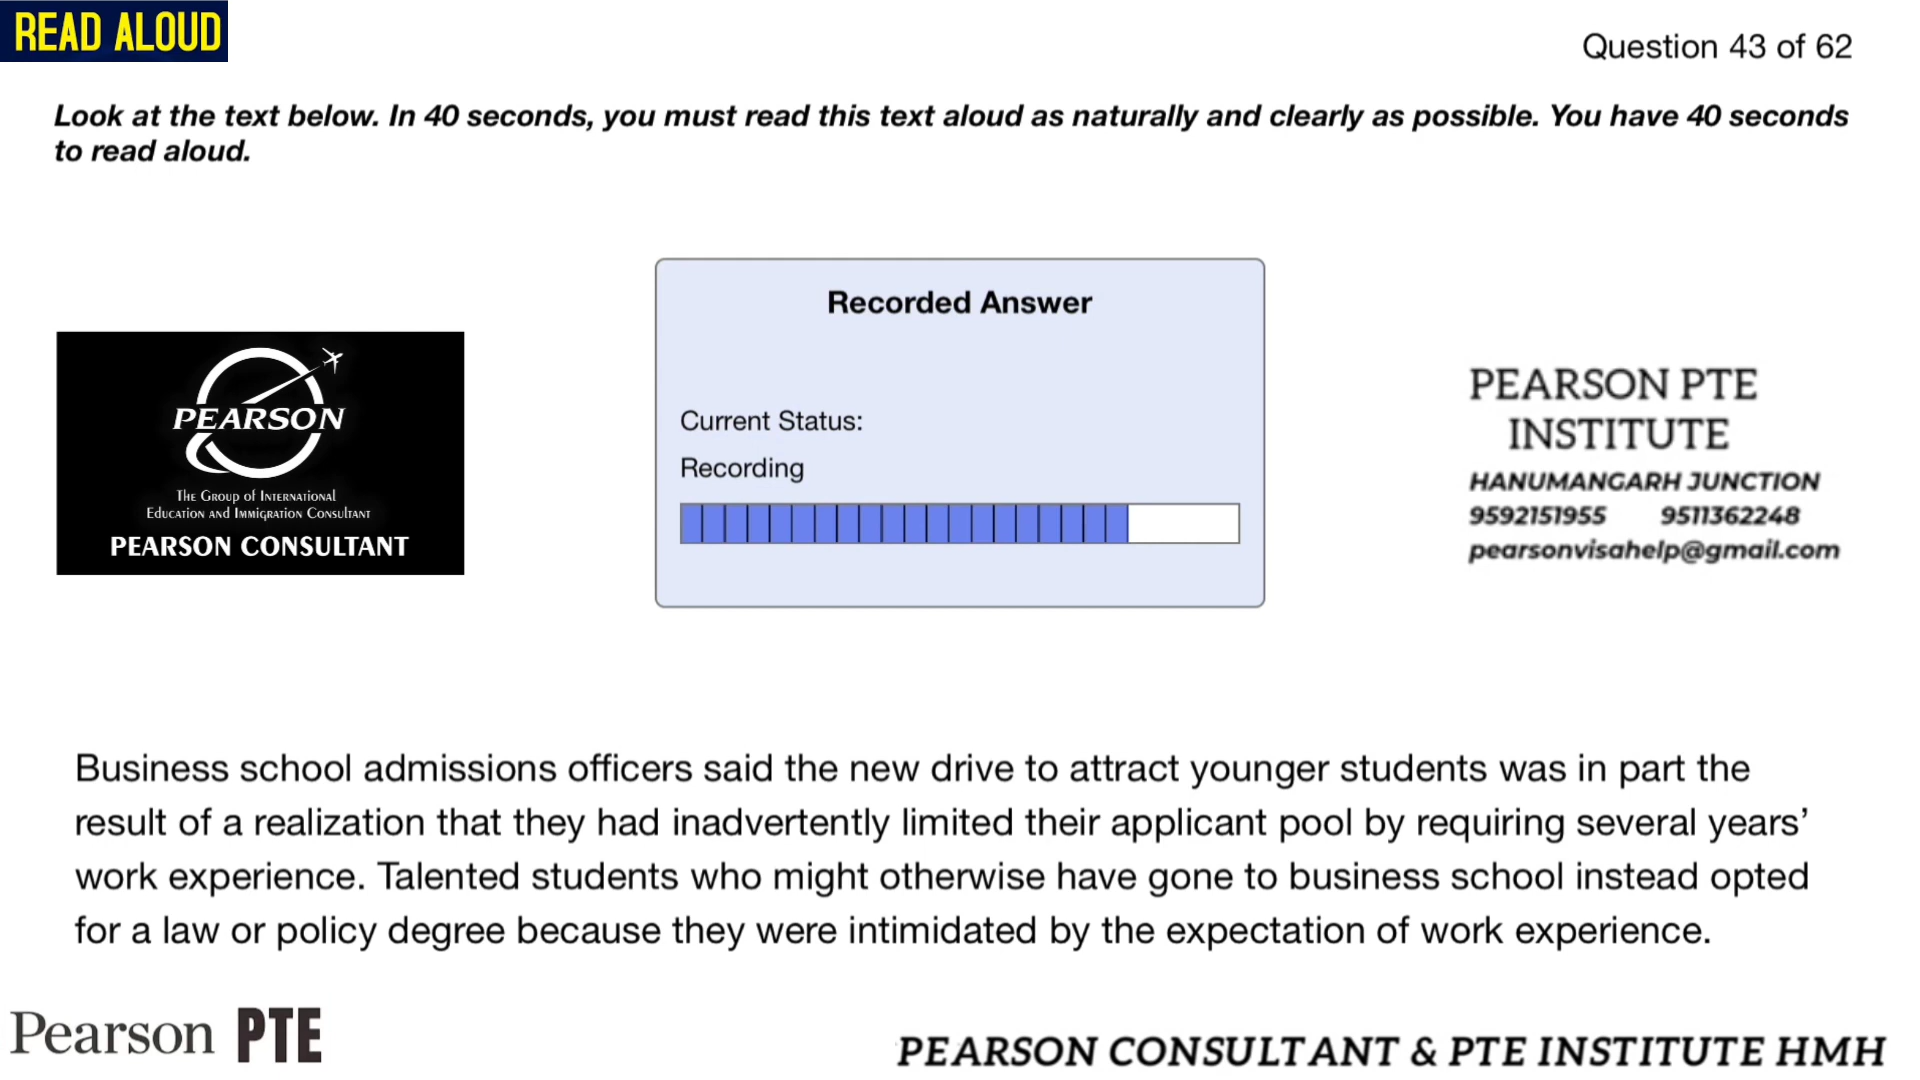 READ ALOUD
Question 43 of 62
Look at the text below. In 40 seconds, you must read this text aloud as naturally and clearly as possible. You have 40 seconds
to read aloud.
Recorded Answer
Current Status:
Recording
PEARSON
The Group of International
Education and Immigration Consultant
PEARSON CONSULTANT
PEARSON PTE
INSTITUTE
HANUMANGARH JUNCTION
9592151955 9511362248
pearsonvisahelp@gmail.com
Business school admissions officers said the new drive to attract younger students was in part the
result of a realization that they had inadvertently limited their applicant pool by requiring several years’
work experience. Talented students who might otherwise have gone to business school instead opted
for a law or policy degree because they were intimidated by the expectation of work experience.
Pearson PTE
PEARSON CONSULTANT & PTE INSTITUTE HMH